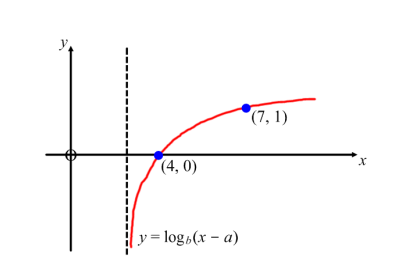 y
(7, 1)
x
(4, 0)
y = log_b(x − a)